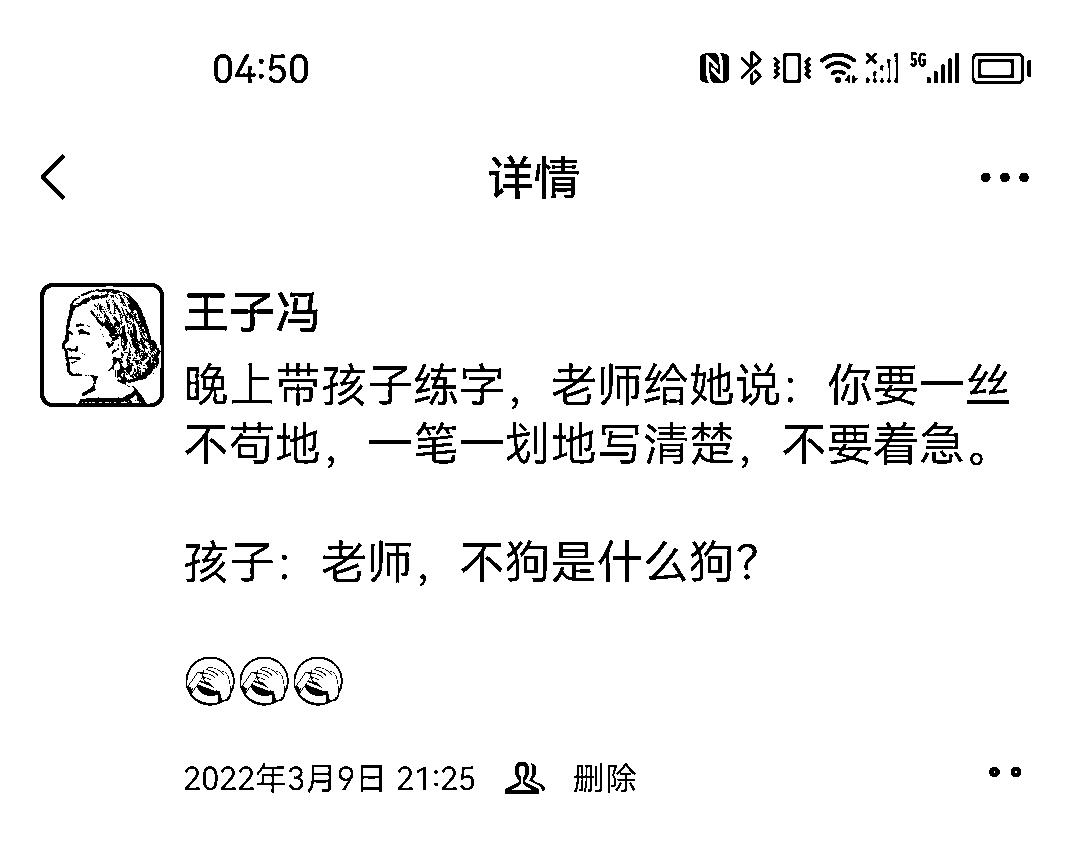 04:50
5G
详情
王子冯
晚上带孩子练字，老师给她说：你要一丝
不苟地，一笔一划地写清楚，不要着急。
孩子：老师，不狗是什么狗？
2022年3月9日 21:25 删除